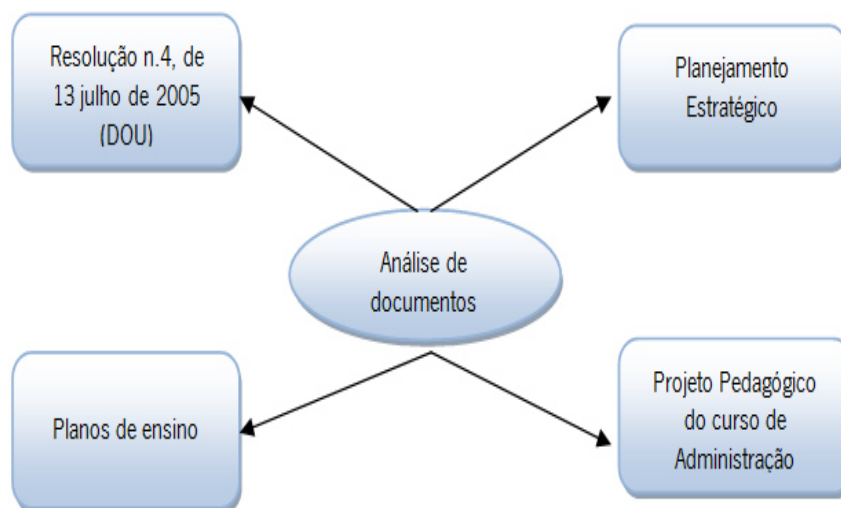 Resolução n.4, de
13 julho de 2005
(DOU)
Planejamento
Estratégico
Análise de
documentos
Planos de ensino
Projeto Pedagógico
do curso de
Administração